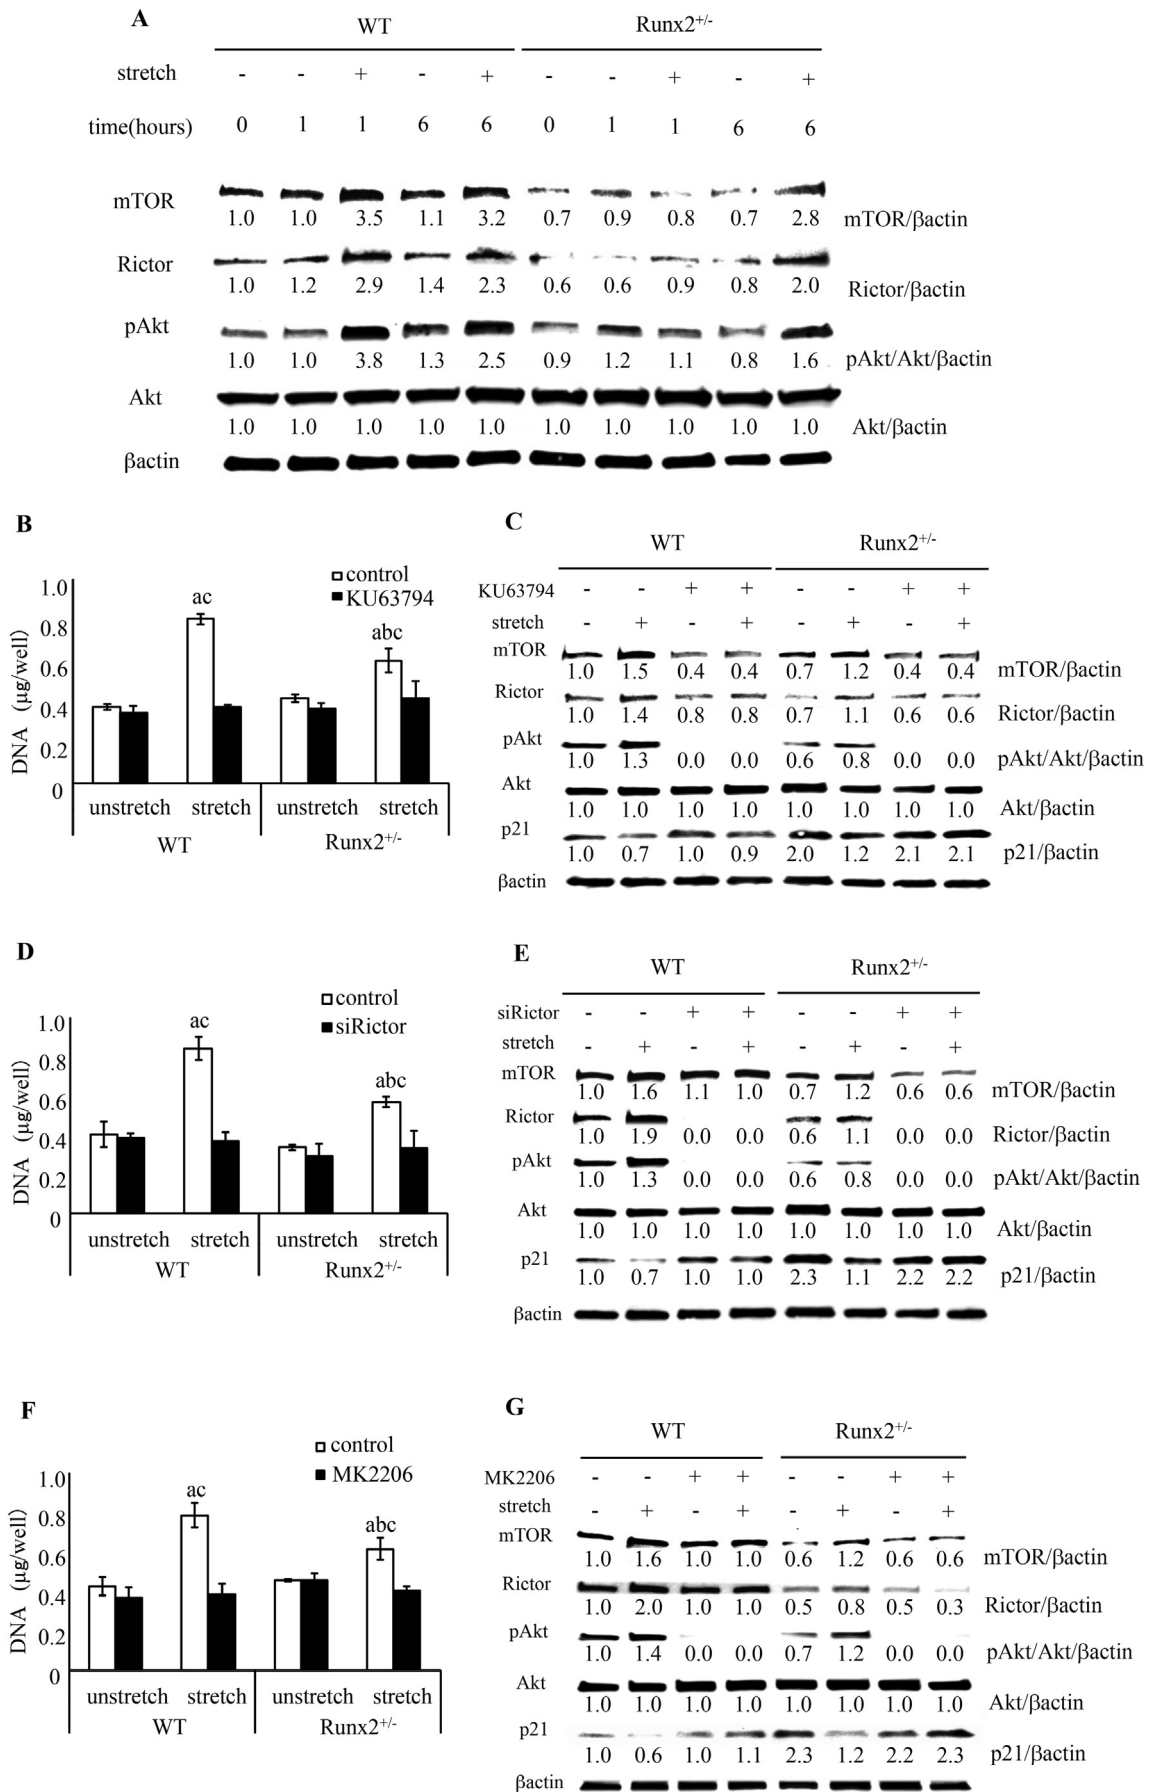 A
WT Runx2+/-
stretch - - + - + - - + - +
time(hours) 0 1 1 6 6 0 1 1 6 6
mTOR
1.0 1.0 3.5 1.1 3.2 0.7 0.9 0.8 0.7 2.8 mTOR/βactin
Rictor
1.0 1.2 2.9 1.4 2.3 0.6 0.6 0.9 0.8 2.0 Rictor/βactin
pAkt
1.0 1.0 3.8 1.3 2.5 0.9 1.2 1.1 0.8 1.6 pAkt/Akt/βactin
Akt
1.0 1.0 1.0 1.0 1.0 1.0 1.0 1.0 1.0 1.0 Akt/βactin
βactin
B
DNA (μg/well)
1.0
0.8
0.6
0.4
0.2
0
control
KU63794
ac
abc
unstretch stretch unstretch stretch
WT Runx2+/-
C
WT Runx2+/-
KU63794 - - + + - - + +
stretch - + - + - + - +
mTOR
1.0 1.5 0.4 0.4 0.7 1.2 0.4 0.4 mTOR/βactin
Rictor
1.0 1.4 0.8 0.8 0.7 1.1 0.6 0.6 Rictor/βactin
pAkt
1.0 1.3 0.0 0.0 0.6 0.8 0.0 0.0 pAkt/Akt/βactin
Akt
1.0 1.0 1.0 1.0 1.0 1.0 1.0 1.0 Akt/βactin
p21
1.0 0.7 1.0 0.9 2.0 1.2 2.1 2.1 p21/βactin
βactin
D
DNA (μg/well)
1.0
0.8
0.6
0.4
0.2
0
control
siRictor
ac
abc
unstretch stretch unstretch stretch
WT Runx2+/-
E
WT Runx2+/-
siRictor - - + + - - + +
stretch - + - + - + - +
mTOR
1.0 1.6 1.1 1.0 0.7 1.2 0.6 0.6 mTOR/βactin
Rictor
1.0 1.9 0.0 0.0 0.6 1.1 0.0 0.0 Rictor/βactin
pAkt
1.0 1.3 0.0 0.0 0.6 0.8 0.0 0.0 pAkt/Akt/βactin
Akt
1.0 1.0 1.0 1.0 1.0 1.0 1.0 1.0 Akt/βactin
p21
1.0 0.7 1.0 1.0 2.3 1.1 2.2 2.2 p21/βactin
βactin
F
DNA (μg/well)
1.0
0.8
0.6
0.4
0.2
0
control
MK2206
ac
abc
unstretch stretch unstretch stretch
WT Runx2+/-
G
WT Runx2+/-
MK2206 - - + + - - + +
stretch - + - + - + - +
mTOR
1.0 1.6 1.0 1.0 0.6 1.2 0.6 0.6 mTOR/βactin
Rictor
1.0 2.0 1.0 1.0 0.5 0.8 0.5 0.3 Rictor/βactin
pAkt
1.0 1.4 0.0 0.0 0.7 1.2 0.0 0.0 pAkt/Akt/βactin
Akt
1.0 1.0 1.0 1.0 1.0 1.0 1.0 1.0 Akt/βactin
p21
1.0 0.6 1.0 1.1 2.3 1.2 2.2 2.3 p21/βactin
βactin